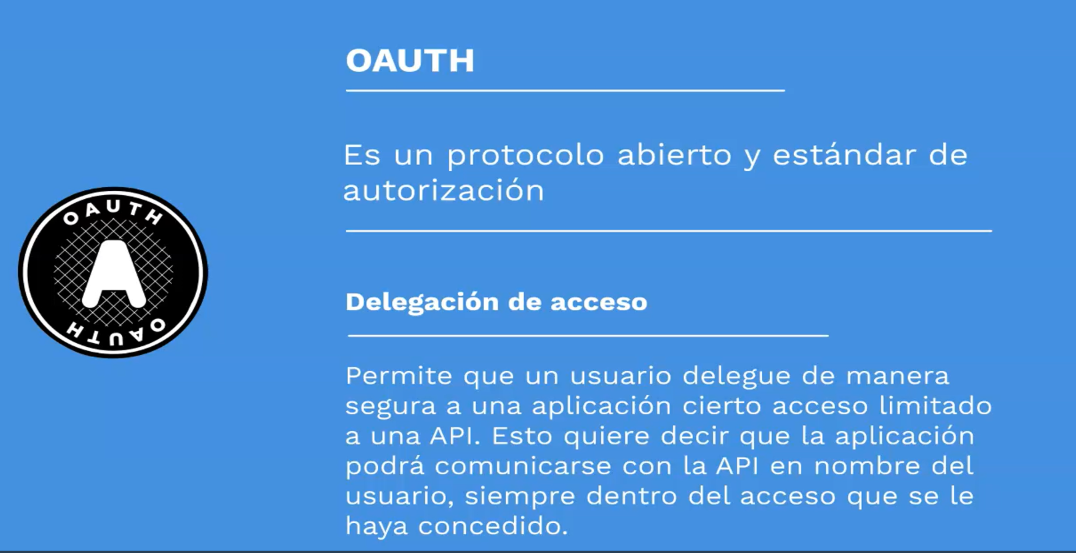 OAUTH
Es un protocolo abierto y estándar de
autorización
OAUTH
OAUTH
Delegación de acceso
Permite que un usuario delegue de manera
segura a una aplicación cierto acceso limitado
a una API. Esto quiere decir que la aplicación
podrá comunicarse con la API en nombre del
usuario, siempre dentro del acceso que se le
haya concedido.